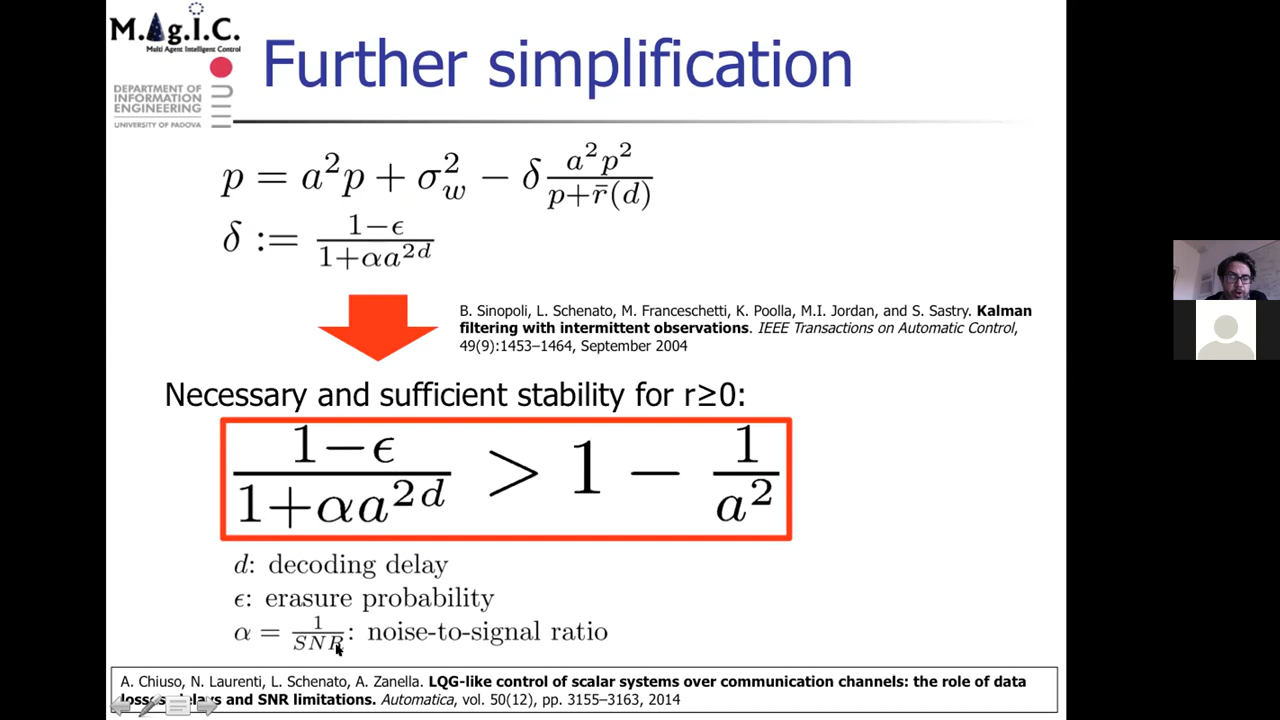 M.AgI.C.
Multi Agent Intelligent Control
DEPARTMENT OF
INFORMATION
ENGINEERING
UNIVERSITY OF PADOVA
Further simplification
p = a²p + σ_w² − δ a²p² / (p+r̄(d))
δ := (1−ϵ) / (1+αa^{2d})
B. Sinopoli, L. Schenato, M. Franceschetti, K. Poolla, M.I. Jordan, and S. Sastry. Kalman
filtering with intermittent observations. IEEE Transactions on Automatic Control,
49(9):1453–1464, September 2004
Necessary and sufficient stability for r≥0:
(1−ϵ) / (1+αa^{2d}) > 1 − 1/a²
d: decoding delay
ϵ: erasure probability
α = 1/SNR: noise-to-signal ratio
A. Chiuso, N. Laurenti, L. Schenato, A. Zanella. LQG-like control of scalar systems over communication channels: the role of data
losses, delays and SNR limitations. Automatica, vol. 50(12), pp. 3155–3163, 2014